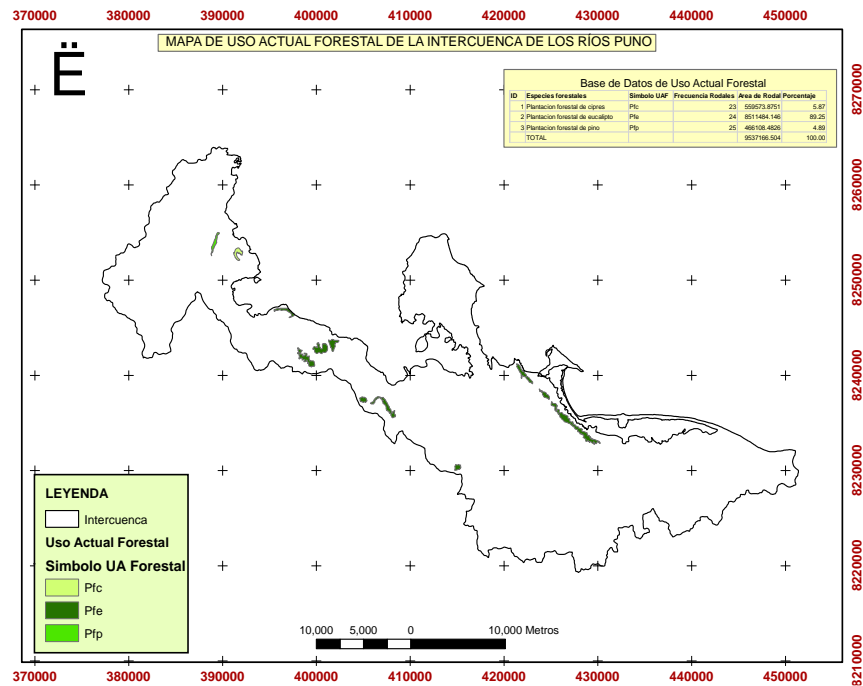 370000 380000 390000 400000 410000 420000 430000 440000 450000
MAPA DE USO ACTUAL FORESTAL DE LA INTERCUENCA DE LOS RÍOS PUNO
Ë
Base de Datos de Uso Actual Forestal
ID Especies forestales Simbolo UAF Frecuencia Rodales Area de Rodal Porcentaje
1 Plantacion forestal de cipres Pfc 23 559573.8751 5.87
2 Plantacion forestal de eucalipto Pfe 24 8511484.146 89.25
3 Plantacion forestal de pino Pfp 25 466108.4826 4.89
TOTAL 9537166.504 100.00
8270000
8260000
8250000
8240000
8230000
8220000
8210000
LEYENDA
Intercuenca
Uso Actual Forestal
Simbolo UA Forestal
Pfc
Pfe
Pfp
10,000 5,000 0 10,000 Metros
370000 380000 390000 400000 410000 420000 430000 440000 450000